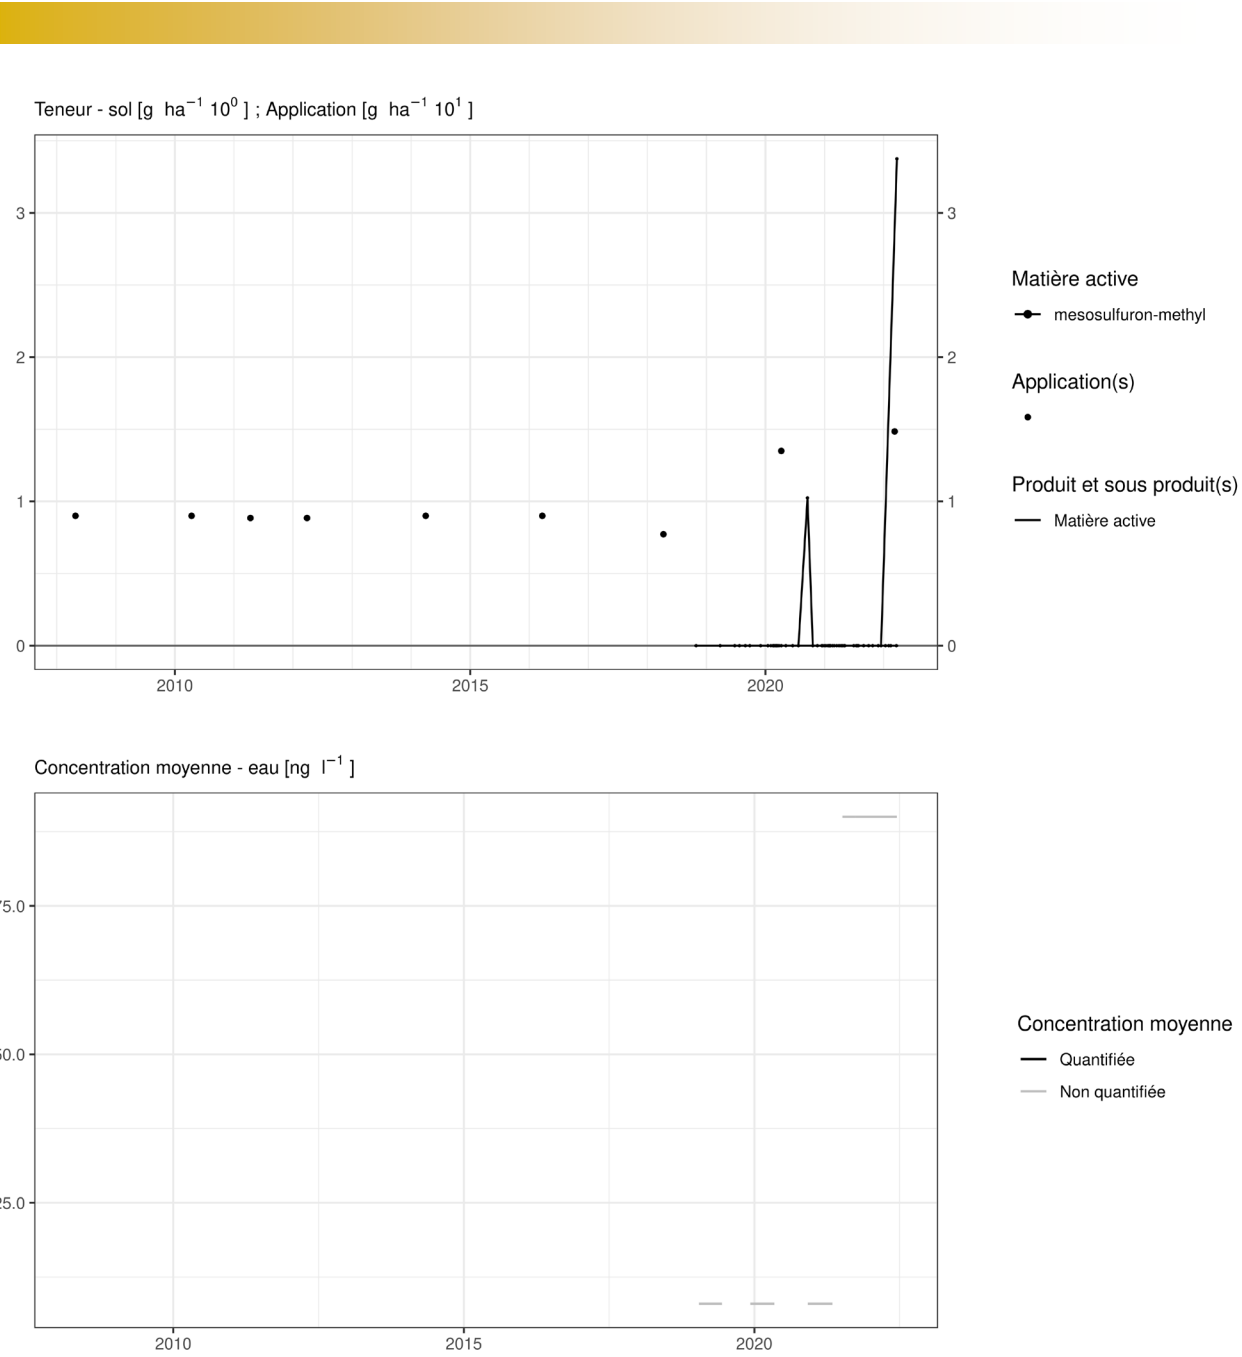 Teneur - sol [g ha⁻¹ 10⁰ ] ; Application [g ha⁻¹ 10¹ ]
3
2
1
0
3
2
1
0
2010 2015 2020
Matière active
mesosulfuron-methyl
Application(s)
Produit et sous produit(s)
Matière active
Concentration moyenne - eau [ng l⁻¹ ]
5.0
0.0
25.0
2010 2015 2020
Concentration moyenne
Quantifiée
Non quantifiée